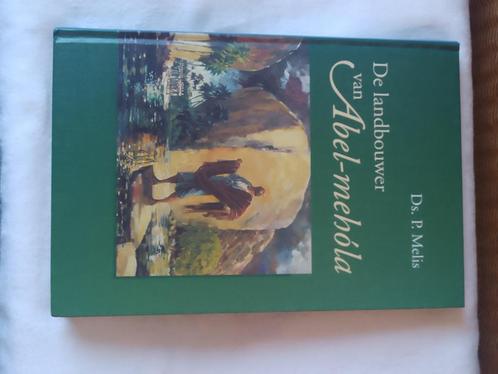 Ds. P. Melis
De landbouwer
van
Abel-mehóla